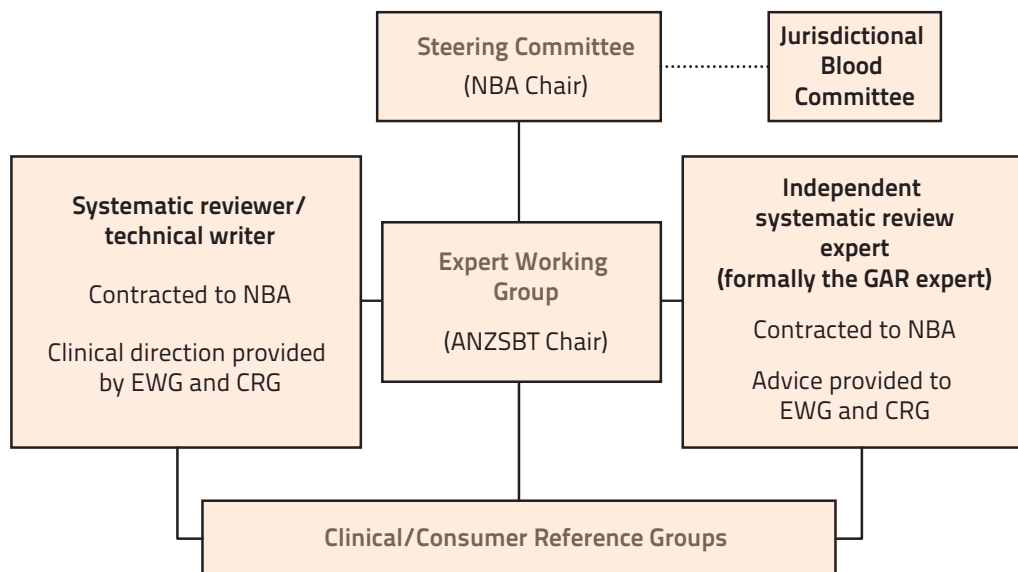 Steering Committee
(NBA Chair)
Jurisdictional
Blood
Committee
Systematic reviewer/
technical writer
Contracted to NBA
Clinical direction provided
by EWG and CRG
Expert Working
Group
(ANZSBT Chair)
Independent
systematic review
expert
(formally the GAR expert)
Contracted to NBA
Advice provided to
EWG and CRG
Clinical/Consumer Reference Groups